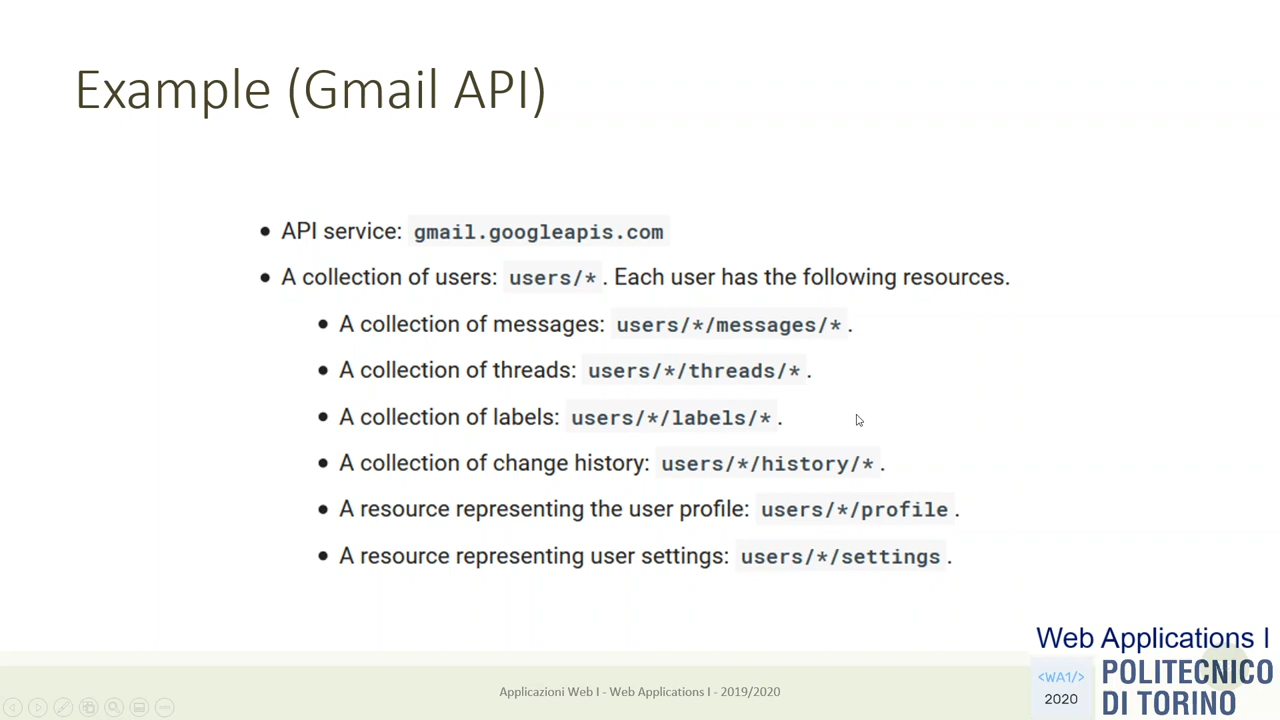 Example (Gmail API)
• API service: gmail.googleapis.com
• A collection of users: users/*. Each user has the following resources.
• A collection of messages: users/*/messages/*.
• A collection of threads: users/*/threads/*.
• A collection of labels: users/*/labels/*.
• A collection of change history: users/*/history/*.
• A resource representing the user profile: users/*/profile.
• A resource representing user settings: users/*/settings.
Web Applications I
<WA1/>
2020
POLITECNICO
DI TORINO
Applicazioni Web I - Web Applications I - 2019/2020